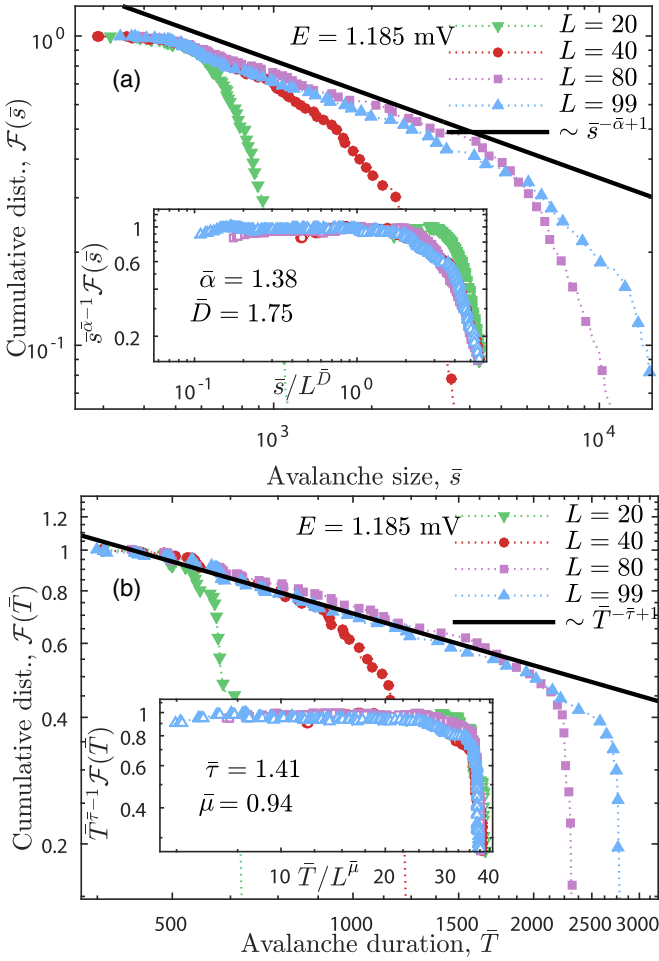 (a)
E = 1.185 mV
L = 20
L = 40
L = 80
L = 99
∼ s̄^{-ᾱ+1}
Cumulative dist., 𝓕(s̄)
10^0
10^{-1}
s̄^{ᾱ-1}𝓕(s̄)
1
0.6
0.2
ᾱ = 1.38
D̄ = 1.75
10^{-1}
s̄/L^{D̄}
10^0
10^3
10^4
Avalanche size, s̄
(b)
E = 1.185 mV
L = 20
L = 40
L = 80
L = 99
∼ T̄^{-τ̄+1}
Cumulative dist., 𝓕(T̄)
1.2
1
0.8
0.6
0.4
0.2
T̄^{τ̄-1}𝓕(T̄)
1
0.8
0.6
0.4
τ̄ = 1.41
μ̄ = 0.94
10
T̄/L^{μ̄}
20
30
40
500
1000
1500
2000
2500
3000
Avalanche duration, T̄